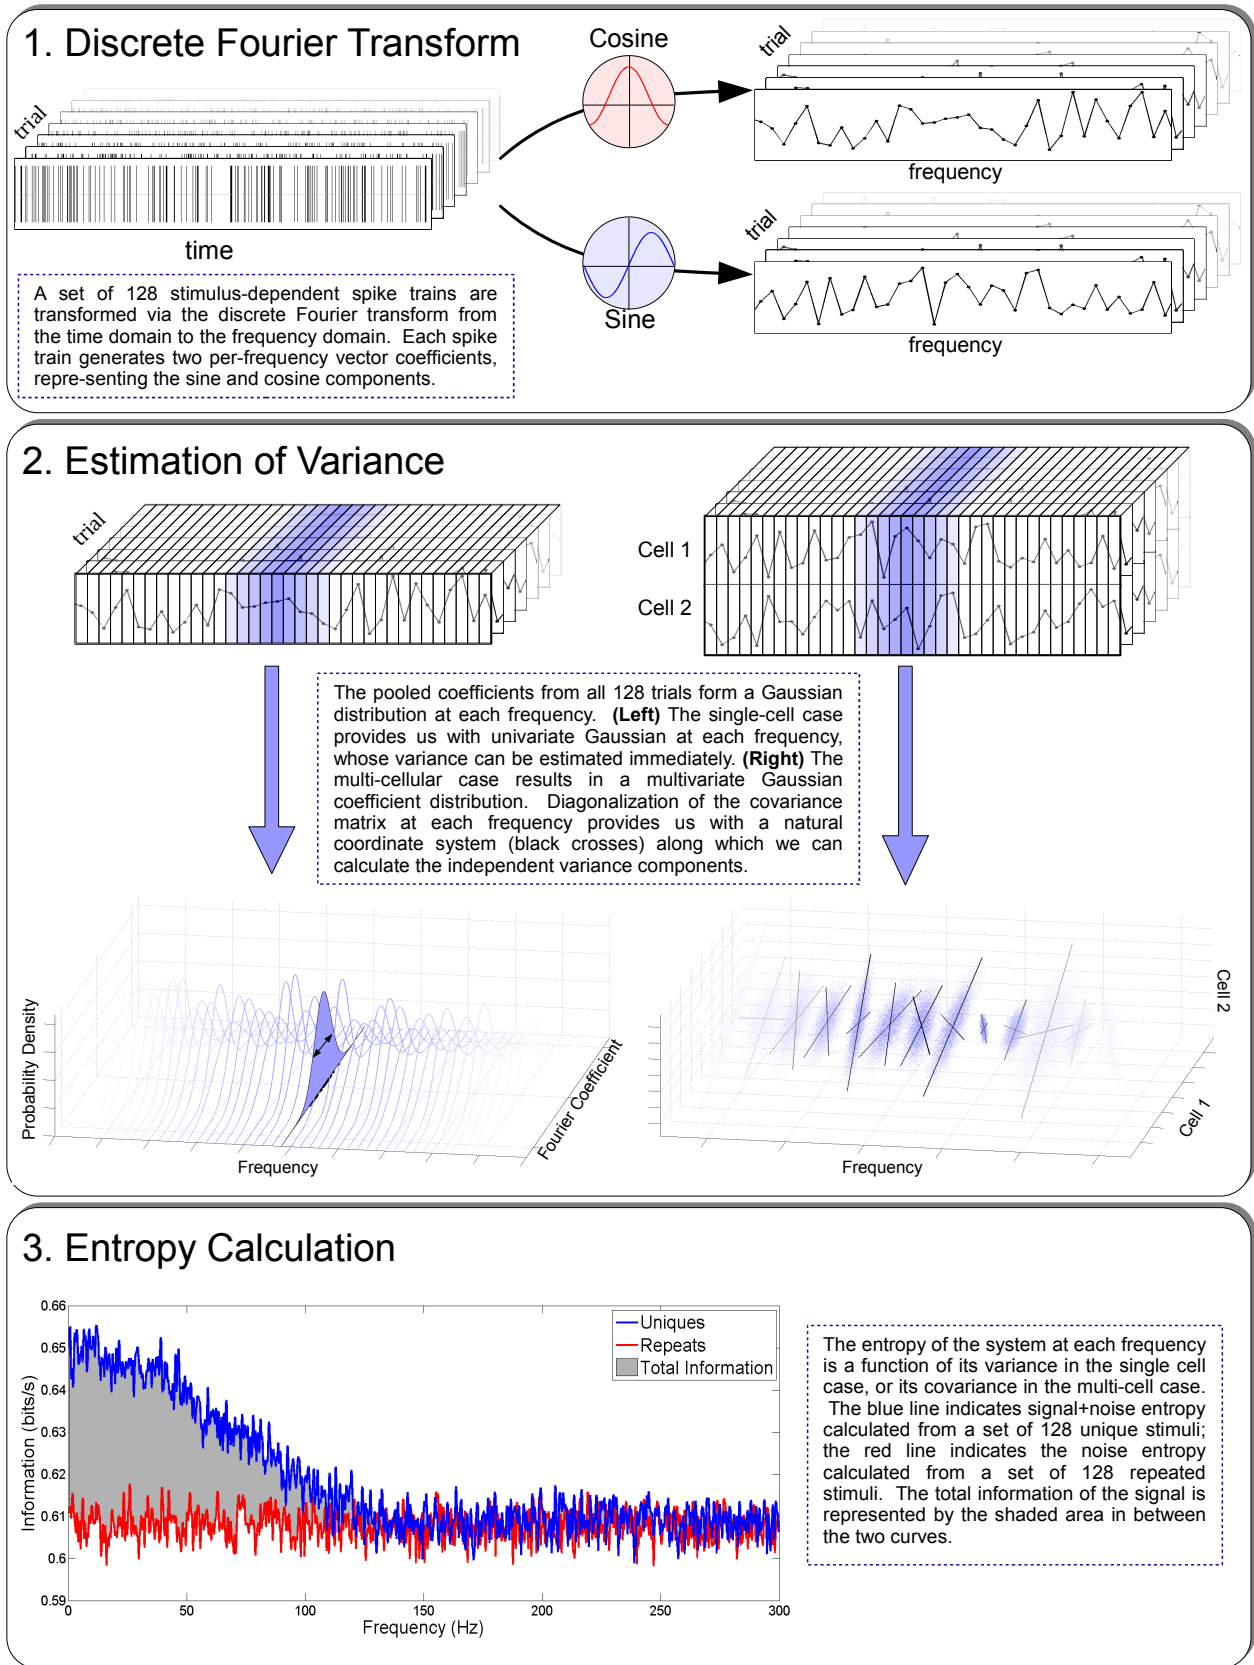 1. Discrete Fourier Transform
Cosine
trial
trial
frequency
time
trial
Sine
frequency
A set of 128 stimulus-dependent spike trains are
transformed via the discrete Fourier transform from
the time domain to the frequency domain. Each spike
train generates two per-frequency vector coefficients,
repre-senting the sine and cosine components.
2. Estimation of Variance
trial
Cell 1
Cell 2
The pooled coefficients from all 128 trials form a Gaussian
distribution at each frequency. (Left) The single-cell case
provides us with univariate Gaussian at each frequency,
whose variance can be estimated immediately. (Right) The
multi-cellular case results in a multivariate Gaussian
coefficient distribution. Diagonalization of the covariance
matrix at each frequency provides us with a natural
coordinate system (black crosses) along which we can
calculate the independent variance components.
Probability Density
Frequency
Fourier Coefficient
Frequency
Cell 1
Cell 2
3. Entropy Calculation
Information (bits/s)
0.66
0.65
0.64
0.63
0.62
0.61
0.6
0.59
0
50
100
150
200
250
300
Frequency (Hz)
Uniques
Repeats
Total Information
The entropy of the system at each frequency
is a function of its variance in the single cell
case, or its covariance in the multi-cell case.
The blue line indicates signal+noise entropy
calculated from a set of 128 unique stimuli;
the red line indicates the noise entropy
calculated from a set of 128 repeated
stimuli. The total information of the signal is
represented by the shaded area in between
the two curves.